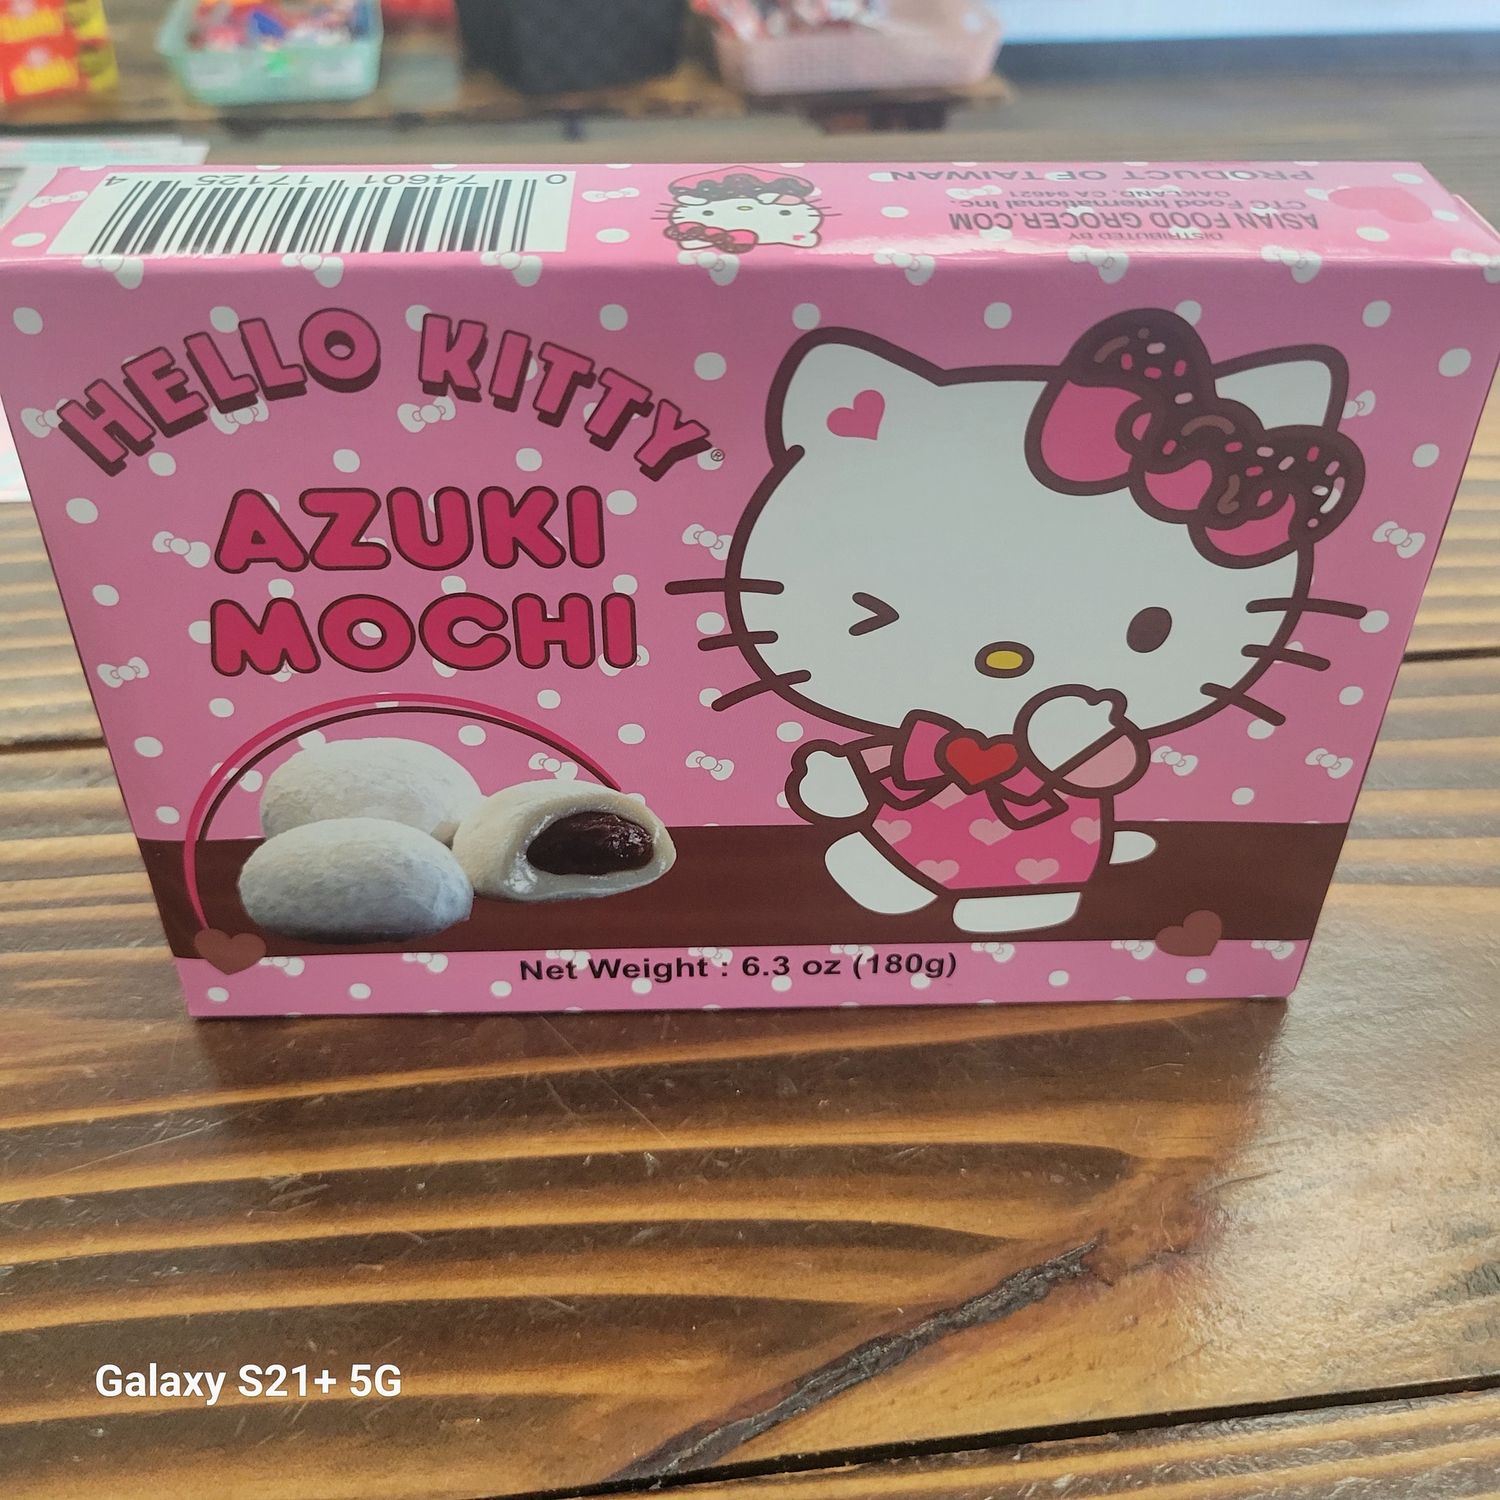 0 74601 17125 4
DISTRIBUTED BY
ASIAN FOOD GROCER.COM
CTC Food International Inc.
OAKLAND, CA 94621
PRODUCT OF TAIWAN
HELLO KITTY®
AZUKI
MOCHI
Net Weight : 6.3 oz (180g)
Galaxy S21+ 5G